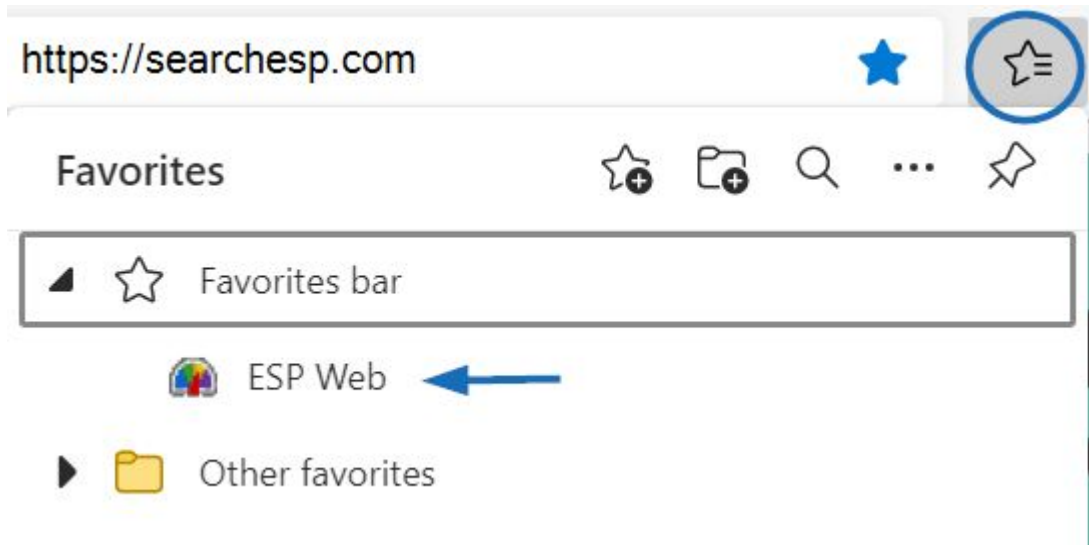 https://searchesp.com
Favorites
Favorites bar
ESP Web
Other favorites